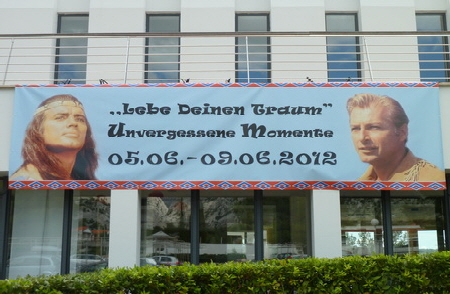 „Lebe Deinen Traum”
Unvergessene Momente
05.06.-09.06.2012